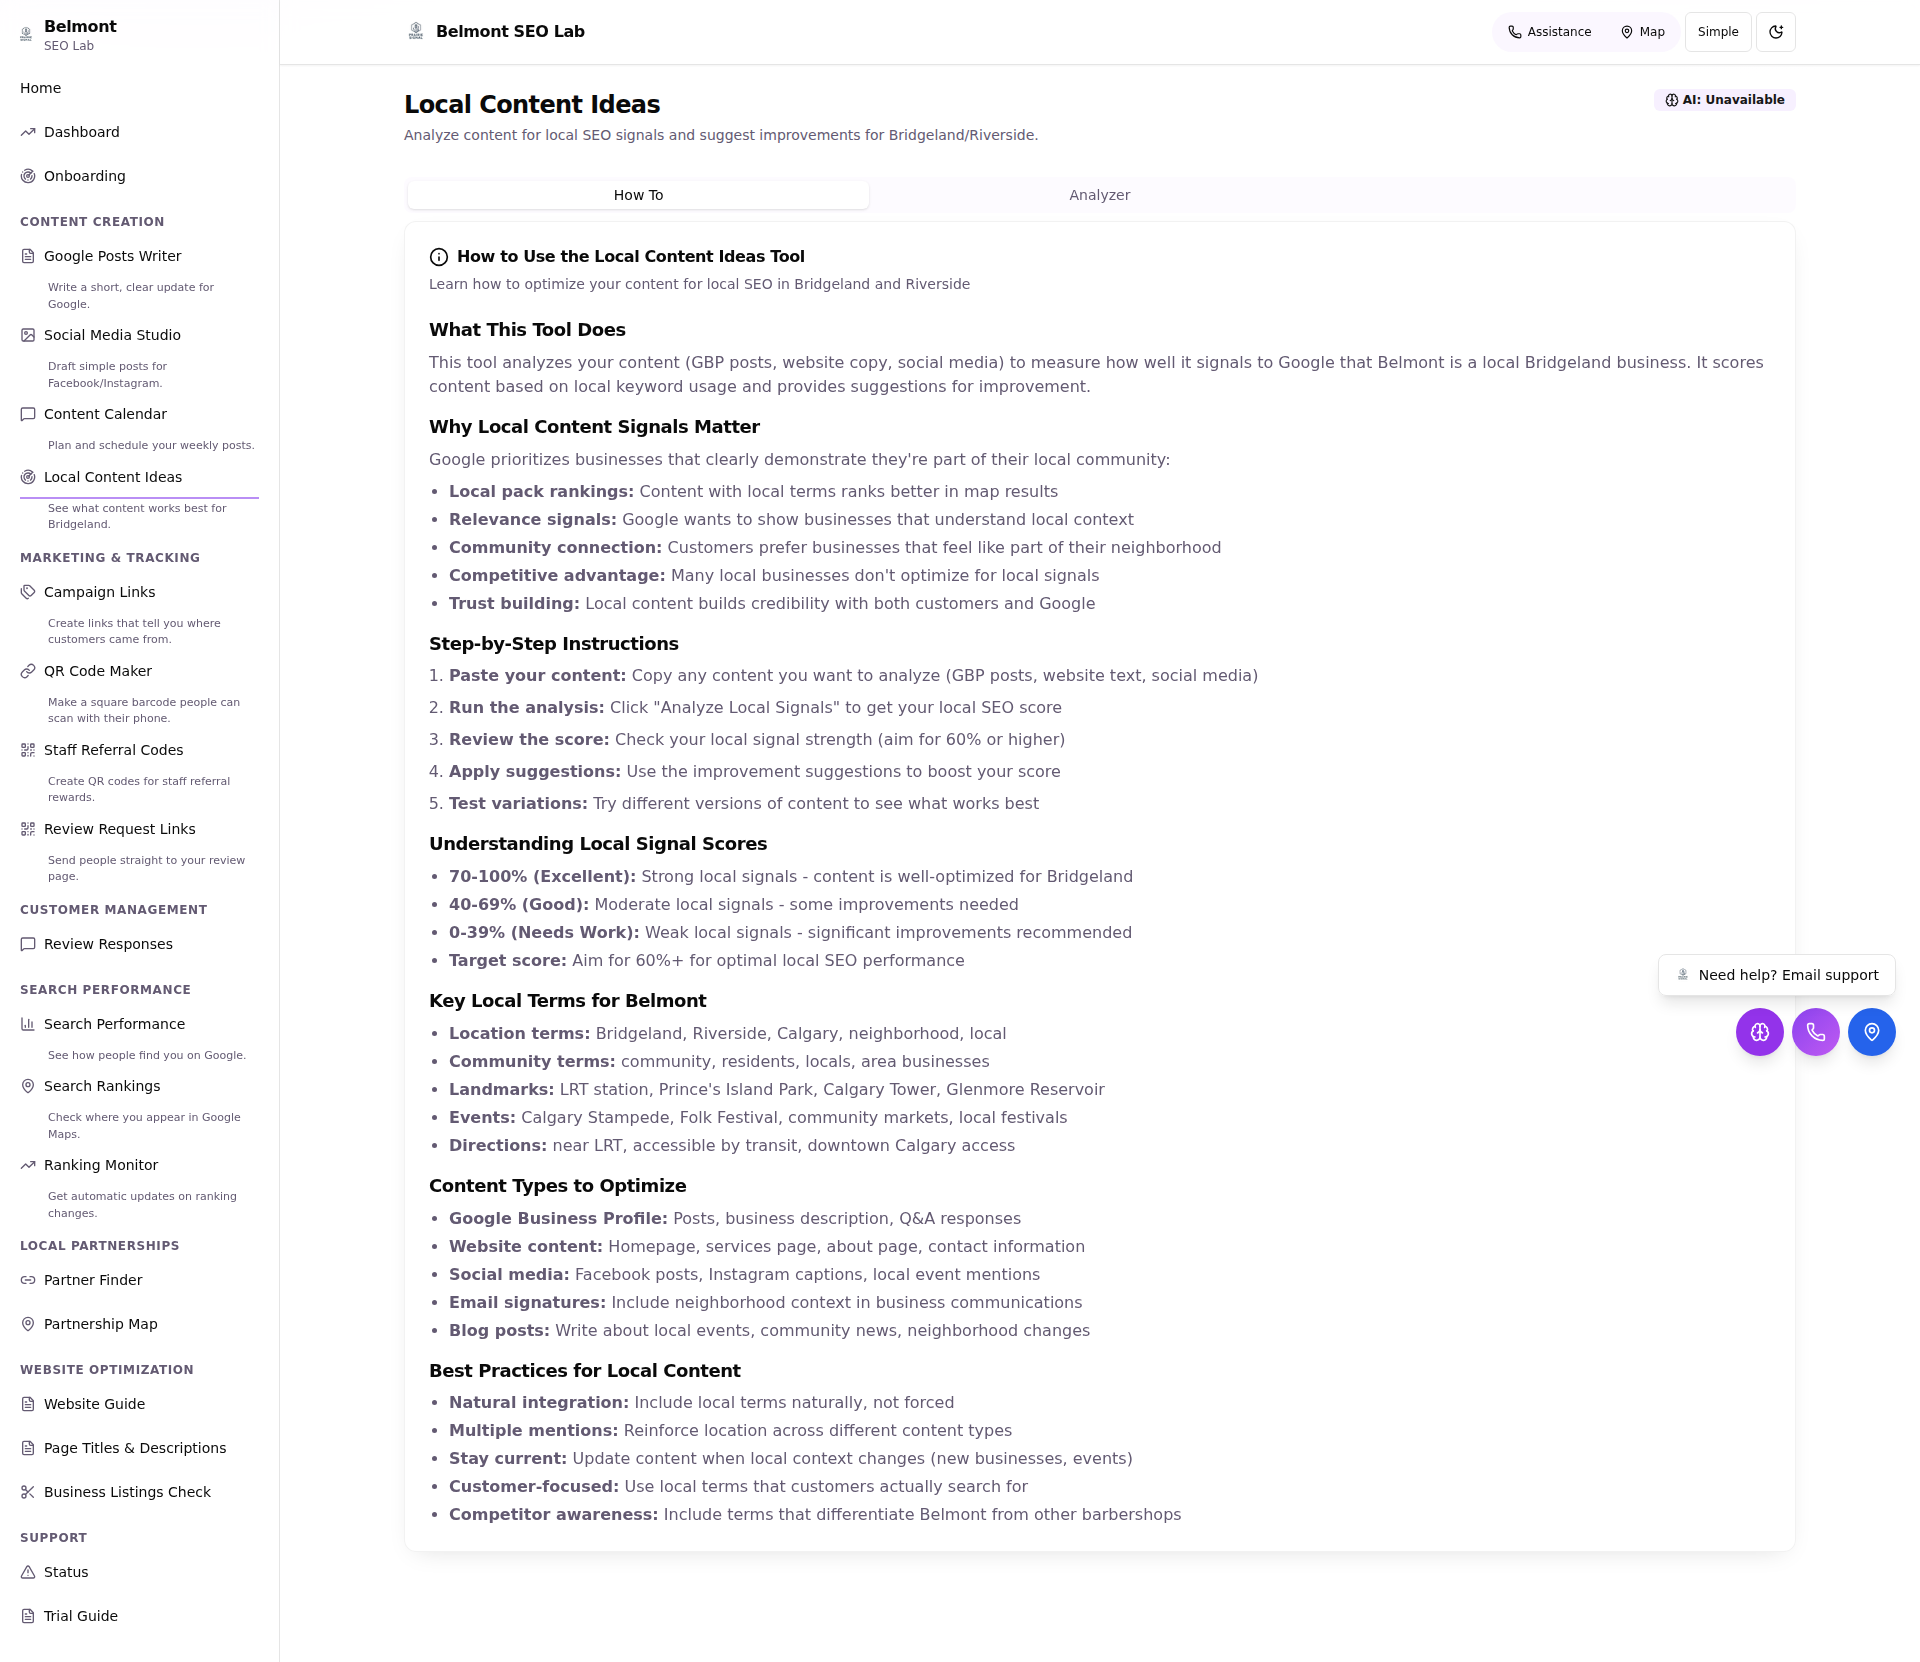 Belmont
SEO Lab
Home
Dashboard
Onboarding
CONTENT CREATION
Google Posts Writer
Write a short, clear update for
Google.
Social Media Studio
Draft simple posts for
Facebook/Instagram.
Content Calendar
Plan and schedule your weekly posts.
Local Content Ideas
See what content works best for
Bridgeland.
MARKETING & TRACKING
Campaign Links
Create links that tell you where
customers came from.
QR Code Maker
Make a square barcode people can
scan with their phone.
Staff Referral Codes
Create QR codes for staff referral
rewards.
Review Request Links
Send people straight to your review
page.
CUSTOMER MANAGEMENT
Review Responses
SEARCH PERFORMANCE
Search Performance
See how people find you on Google.
Search Rankings
Check where you appear in Google
Maps.
Ranking Monitor
Get automatic updates on ranking
changes.
LOCAL PARTNERSHIPS
Partner Finder
Partnership Map
WEBSITE OPTIMIZATION
Website Guide
Page Titles & Descriptions
Business Listings Check
SUPPORT
Status
Trial Guide
Belmont SEO Lab
Assistance
Map
Simple
Local Content Ideas
AI: Unavailable
Analyze content for local SEO signals and suggest improvements for Bridgeland/Riverside.
How To
Analyzer
How to Use the Local Content Ideas Tool
Learn how to optimize your content for local SEO in Bridgeland and Riverside
What This Tool Does
This tool analyzes your content (GBP posts, website copy, social media) to measure how well it signals to Google that Belmont is a local Bridgeland business. It scores
content based on local keyword usage and provides suggestions for improvement.
Why Local Content Signals Matter
Google prioritizes businesses that clearly demonstrate they're part of their local community:
• Local pack rankings: Content with local terms ranks better in map results
• Relevance signals: Google wants to show businesses that understand local context
• Community connection: Customers prefer businesses that feel like part of their neighborhood
• Competitive advantage: Many local businesses don't optimize for local signals
• Trust building: Local content builds credibility with both customers and Google
Step-by-Step Instructions
1. Paste your content: Copy any content you want to analyze (GBP posts, website text, social media)
2. Run the analysis: Click "Analyze Local Signals" to get your local SEO score
3. Review the score: Check your local signal strength (aim for 60% or higher)
4. Apply suggestions: Use the improvement suggestions to boost your score
5. Test variations: Try different versions of content to see what works best
Understanding Local Signal Scores
• 70-100% (Excellent): Strong local signals - content is well-optimized for Bridgeland
• 40-69% (Good): Moderate local signals - some improvements needed
• 0-39% (Needs Work): Weak local signals - significant improvements recommended
• Target score: Aim for 60%+ for optimal local SEO performance
Key Local Terms for Belmont
• Location terms: Bridgeland, Riverside, Calgary, neighborhood, local
• Community terms: community, residents, locals, area businesses
• Landmarks: LRT station, Prince's Island Park, Calgary Tower, Glenmore Reservoir
• Events: Calgary Stampede, Folk Festival, community markets, local festivals
• Directions: near LRT, accessible by transit, downtown Calgary access
Content Types to Optimize
• Google Business Profile: Posts, business description, Q&A responses
• Website content: Homepage, services page, about page, contact information
• Social media: Facebook posts, Instagram captions, local event mentions
• Email signatures: Include neighborhood context in business communications
• Blog posts: Write about local events, community news, neighborhood changes
Best Practices for Local Content
• Natural integration: Include local terms naturally, not forced
• Multiple mentions: Reinforce location across different content types
• Stay current: Update content when local context changes (new businesses, events)
• Customer-focused: Use local terms that customers actually search for
• Competitor awareness: Include terms that differentiate Belmont from other barbershops
Need help? Email support